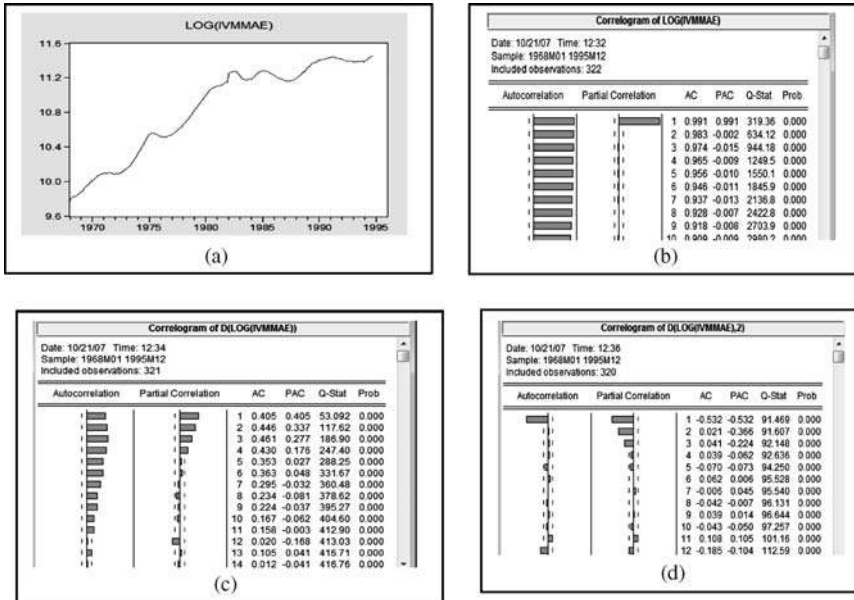 LOG(IVMMAE)
11.6
11.2
10.8
10.4
10.0
9.6
1970 1975 1980 1985 1990 1995
(a)
Correlogram of LOG(IVMMAE)
Date: 10/21/07 Time: 12:32
Sample: 1968M01 1995M12
Included observations: 322
Autocorrelation Partial Correlation AC PAC Q-Stat Prob
1 0.991 0.991 319.36 0.000
2 0.983 -0.002 634.12 0.000
3 0.974 -0.015 944.18 0.000
4 0.965 -0.009 1249.5 0.000
5 0.956 -0.010 1550.1 0.000
6 0.946 -0.011 1845.9 0.000
7 0.937 -0.013 2136.8 0.000
8 0.928 -0.007 2422.8 0.000
9 0.918 -0.008 2703.9 0.000
10 0.909 -0.009 2980.2 0.000
(b)
Correlogram of D(LOG(IVMMAE))
Date: 10/21/07 Time: 12:34
Sample: 1968M01 1995M12
Included observations: 321
Autocorrelation Partial Correlation AC PAC Q-Stat Prob
1 0.405 0.405 53.092 0.000
2 0.446 0.337 117.62 0.000
3 0.461 0.277 186.90 0.000
4 0.430 0.176 247.40 0.000
5 0.353 0.027 288.25 0.000
6 0.363 0.048 331.67 0.000
7 0.295 -0.032 360.48 0.000
8 0.234 -0.081 378.62 0.000
9 0.224 -0.037 395.27 0.000
10 0.167 -0.062 404.60 0.000
11 0.158 -0.003 412.90 0.000
12 0.020 -0.168 413.03 0.000
13 0.105 0.041 416.71 0.000
14 0.012 -0.041 416.76 0.000
(c)
Correlogram of D(LOG(IVMMAE),2)
Date: 10/21/07 Time: 12:36
Sample: 1968M01 1995M12
Included observations: 320
Autocorrelation Partial Correlation AC PAC Q-Stat Prob
1 -0.532 -0.532 91.469 0.000
2 0.021 -0.366 91.607 0.000
3 0.041 -0.224 92.148 0.000
4 0.039 -0.062 92.636 0.000
5 -0.070 -0.073 94.250 0.000
6 0.062 0.006 95.528 0.000
7 -0.006 0.045 95.540 0.000
8 -0.042 -0.007 96.131 0.000
9 0.039 0.014 96.644 0.000
10 -0.043 -0.050 97.257 0.000
11 0.108 0.105 101.16 0.000
12 -0.185 -0.104 112.59 0.000
(d)